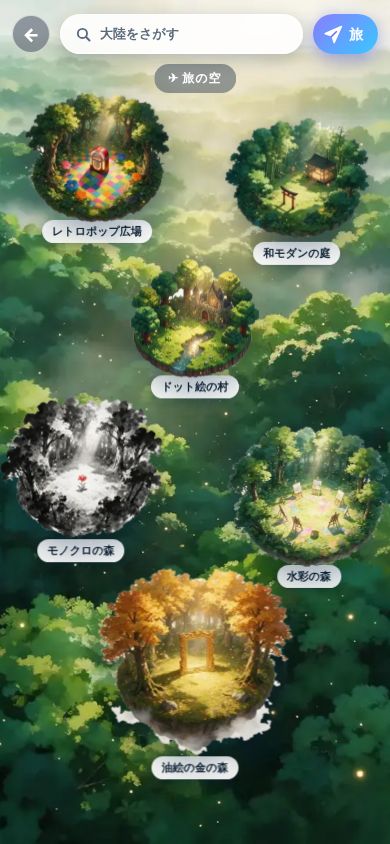 大陸をさがす
旅
✈ 旅の空
レトロポップ広場
和モダンの庭
ドット絵の村
モノクロの森
水彩の森
油絵の金の森